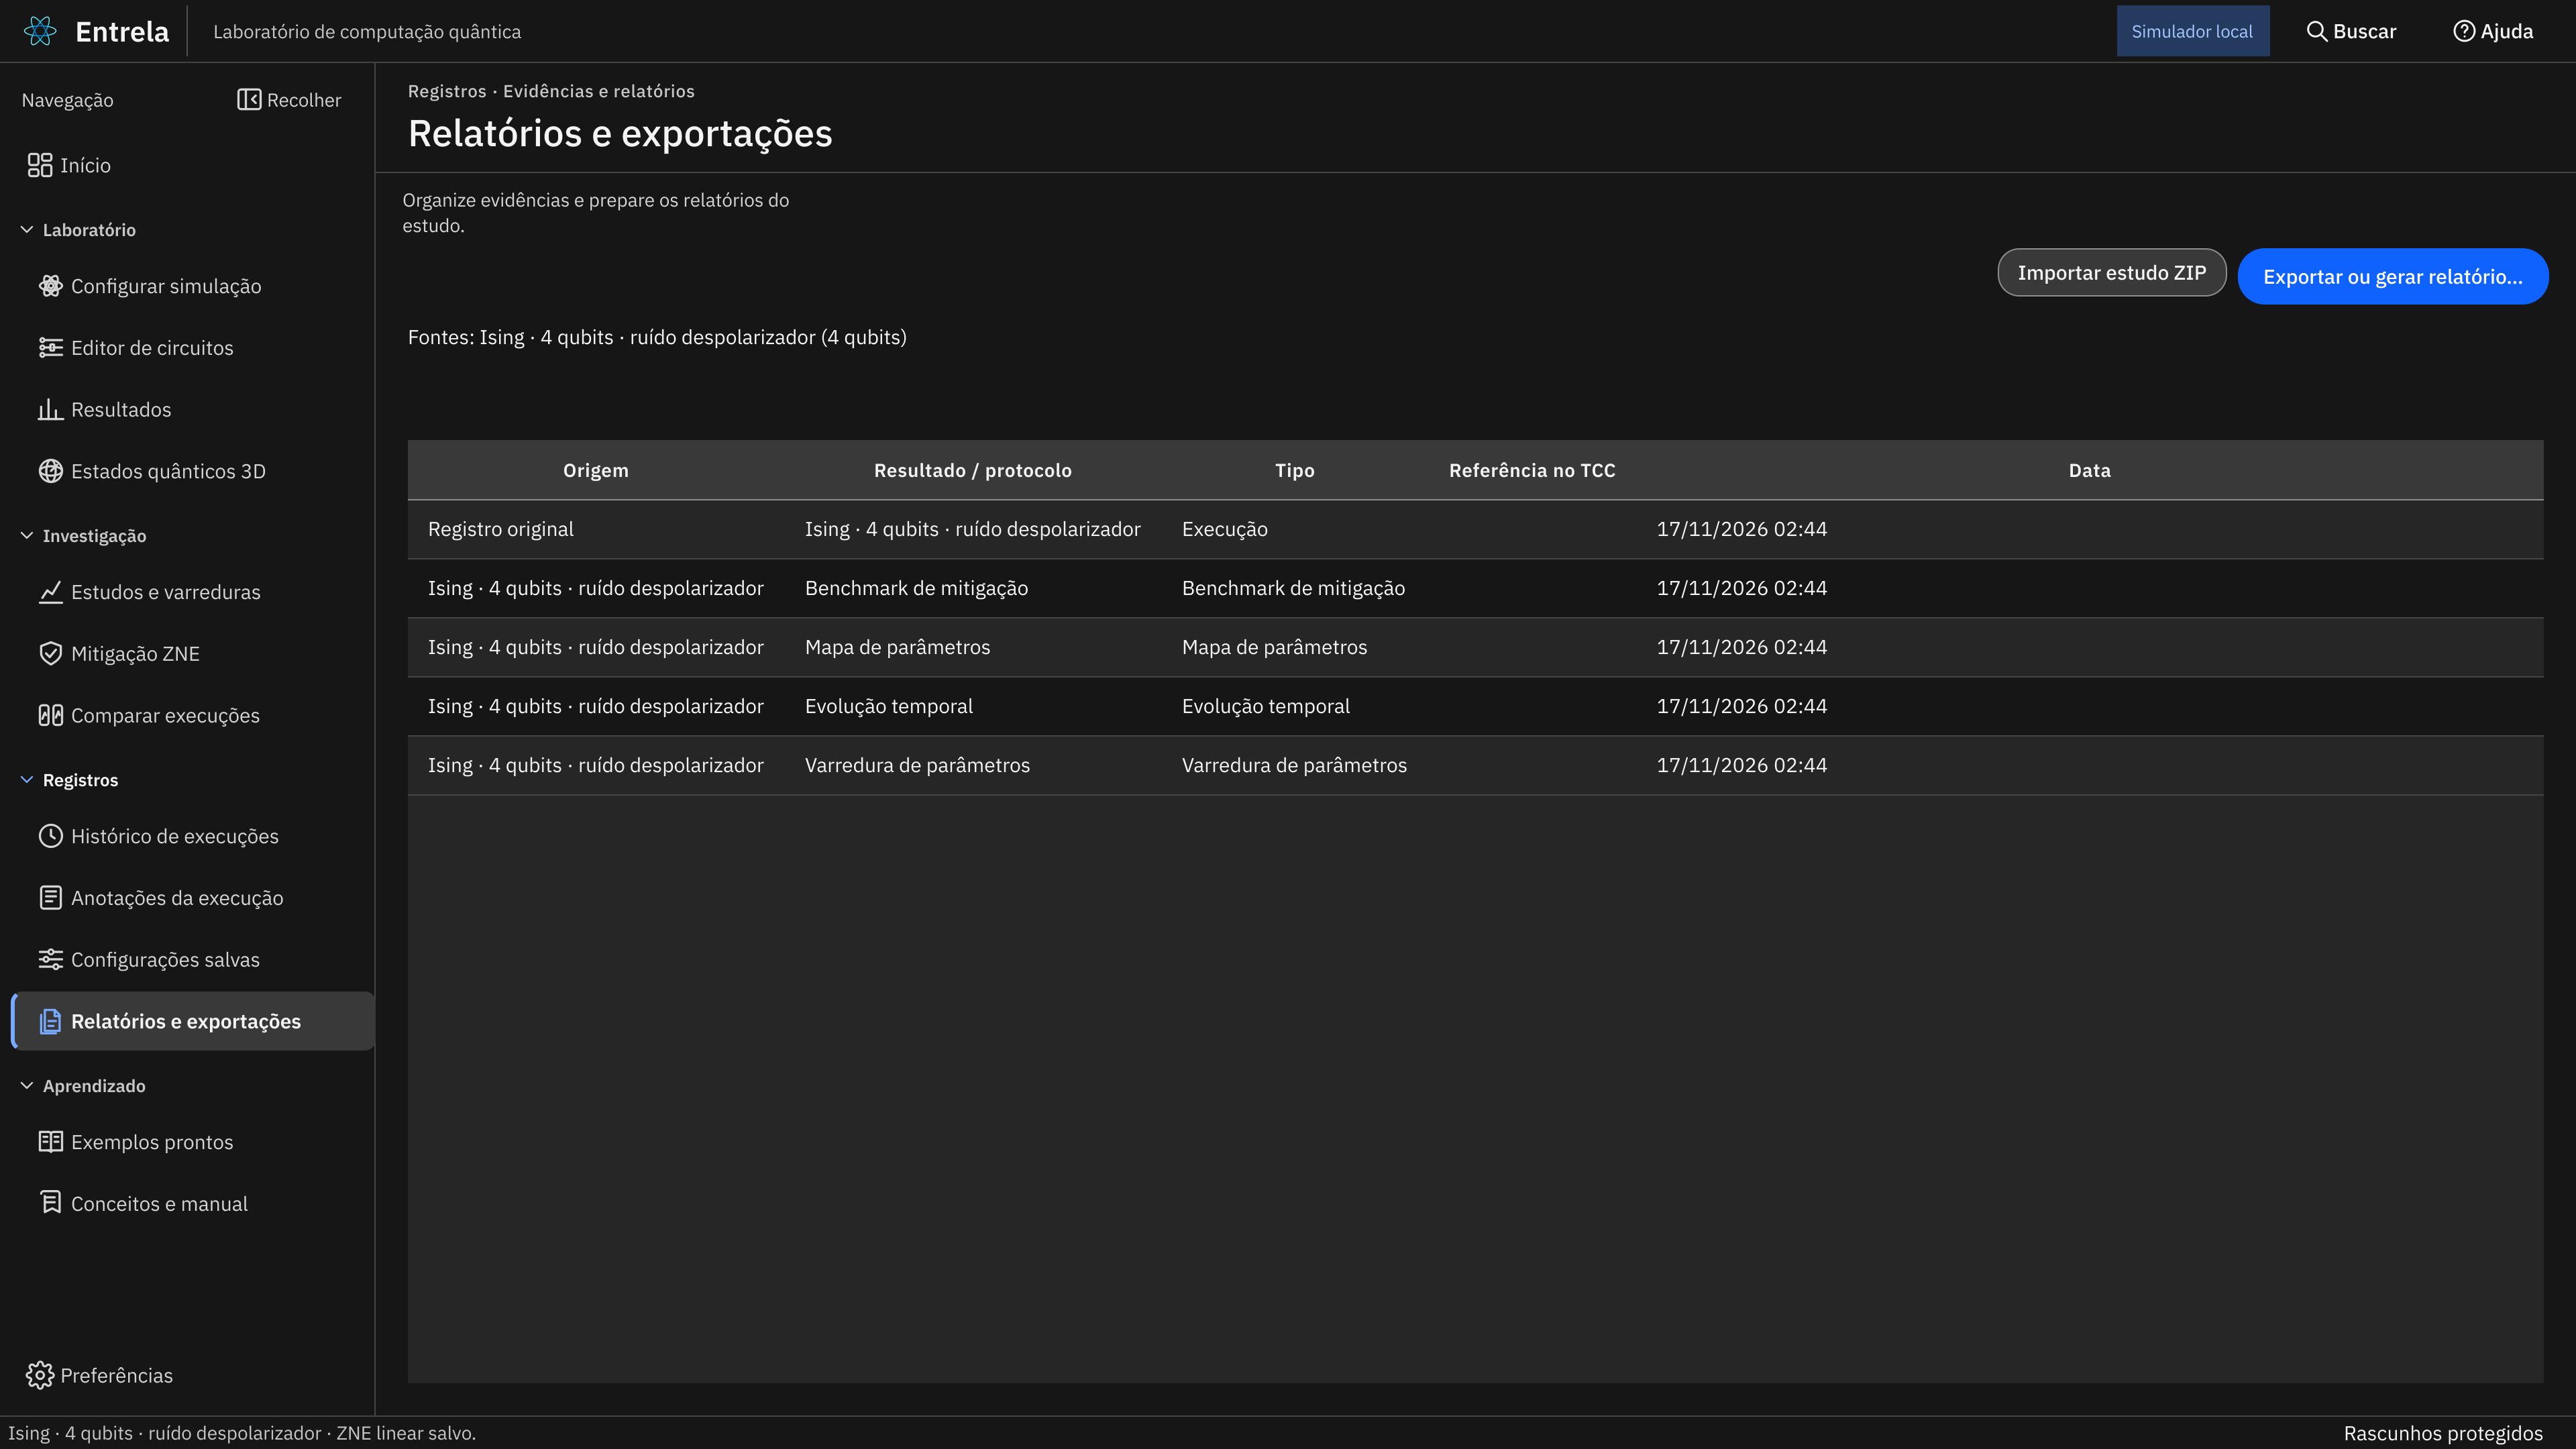 Entrela
Laboratório de computação quântica
Simulador local
Buscar
Ajuda
Navegação
Recolher
Início
Laboratório
Configurar simulação
Editor de circuitos
Resultados
Estados quânticos 3D
Investigação
Estudos e varreduras
Mitigação ZNE
Comparar execuções
Registros
Histórico de execuções
Anotações da execução
Configurações salvas
Relatórios e exportações
Aprendizado
Exemplos prontos
Conceitos e manual
Preferências
Registros · Evidências e relatórios
Relatórios e exportações
Organize evidências e prepare os relatórios do
estudo.
Importar estudo ZIP
Exportar ou gerar relatório...
Fontes: Ising · 4 qubits · ruído despolarizador (4 qubits)
Origem Resultado / protocolo Tipo Referência no TCC Data
Registro original Ising · 4 qubits · ruído despolarizador Execução 17/11/2026 02:44
Ising · 4 qubits · ruído despolarizador Benchmark de mitigação Benchmark de mitigação 17/11/2026 02:44
Ising · 4 qubits · ruído despolarizador Mapa de parâmetros Mapa de parâmetros 17/11/2026 02:44
Ising · 4 qubits · ruído despolarizador Evolução temporal Evolução temporal 17/11/2026 02:44
Ising · 4 qubits · ruído despolarizador Varredura de parâmetros Varredura de parâmetros 17/11/2026 02:44
Ising · 4 qubits · ruído despolarizador · ZNE linear salvo.
Rascunhos protegidos